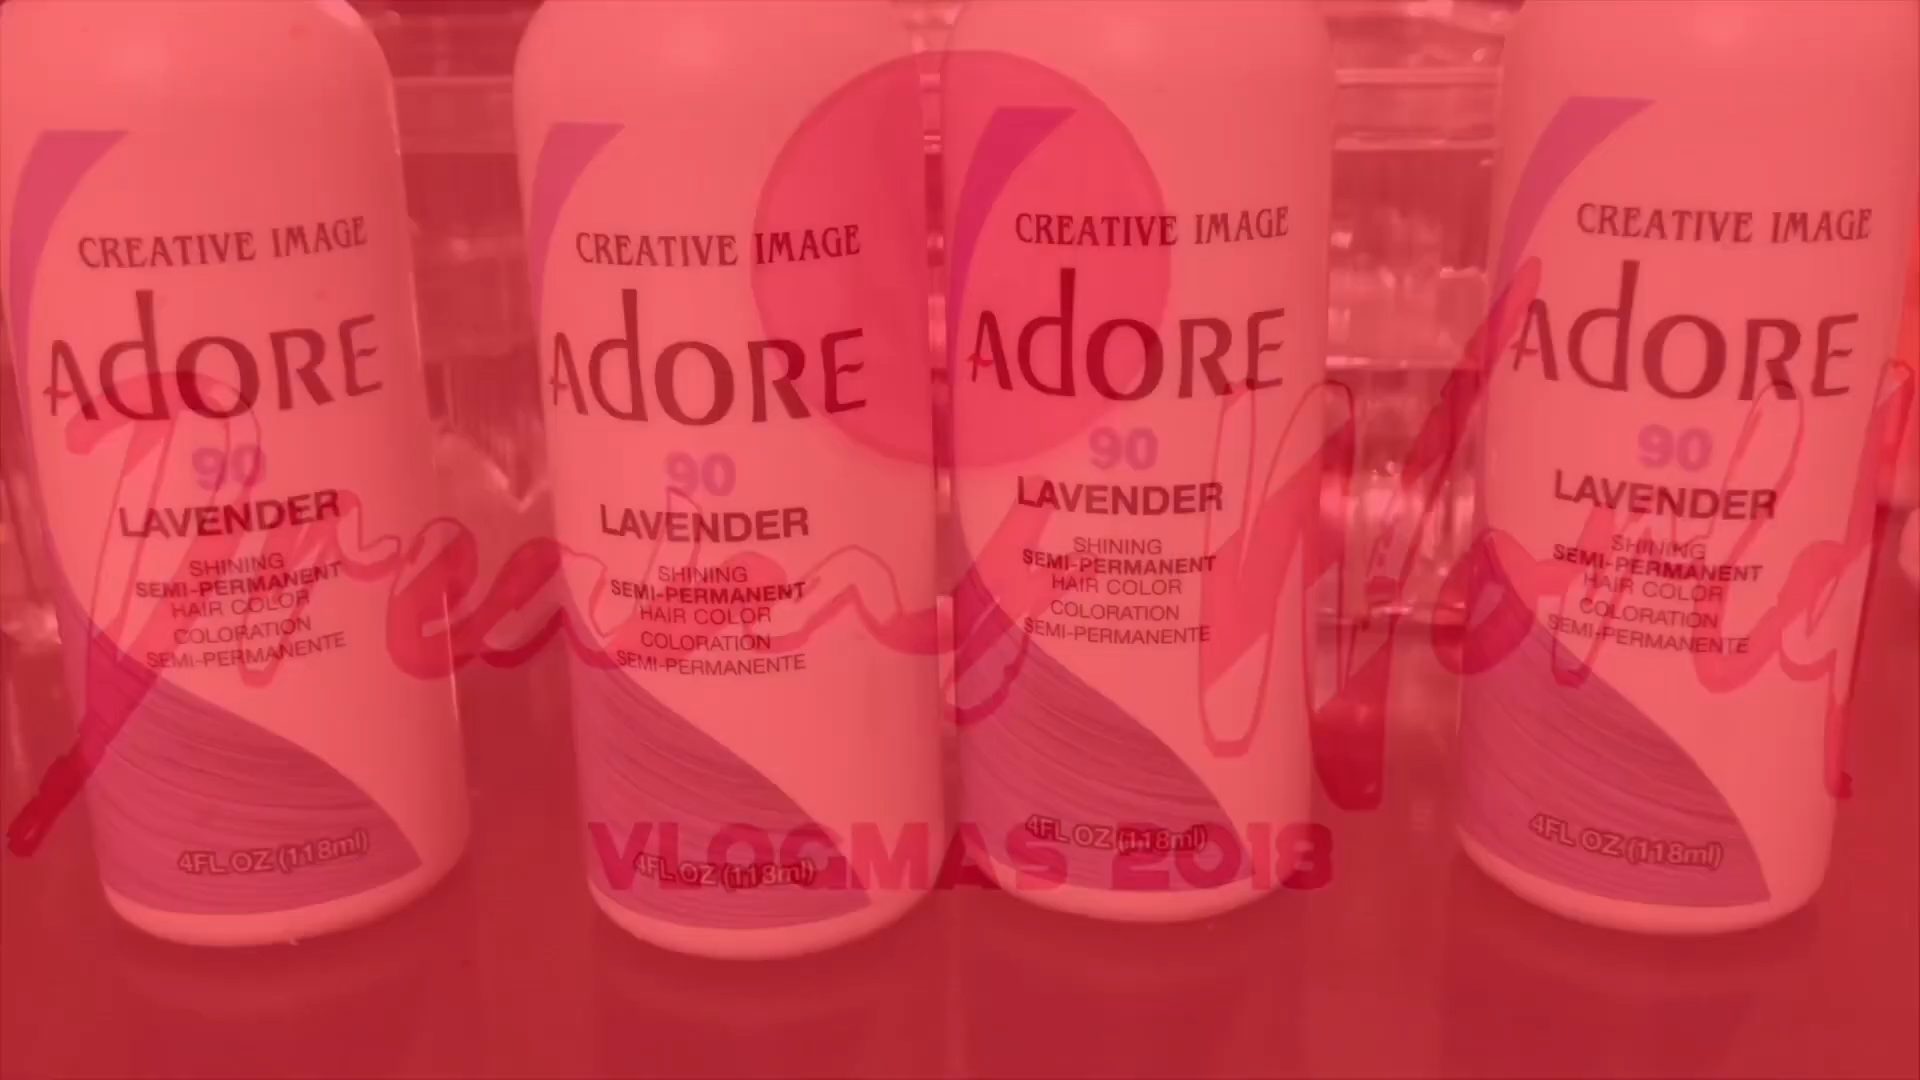 CREATIVE IMAGE
ADORE
90
LAVENDER
SHINING
SEMI-PERMANENT
HAIR COLOR
COLORATION
SEMI-PERMANENTE
4FL OZ (118ml)
CREATIVE IMAGE
ADORE
90
LAVENDER
SHINING
SEMI-PERMANENT
HAIR COLOR
COLORATION
SEMI-PERMANENTE
4FL OZ (118ml)
CREATIVE IMAGE
ADORE
90
LAVENDER
SHINING
SEMI-PERMANENT
HAIR COLOR
COLORATION
SEMI-PERMANENTE
4FL OZ (118ml)
CREATIVE IMAGE
ADORE
90
LAVENDER
SHINING
SEMI-PERMANENT
HAIR COLOR
COLORATION
SEMI-PERMANENTE
4FL OZ (118ml)
World
VLOGMAS 2018